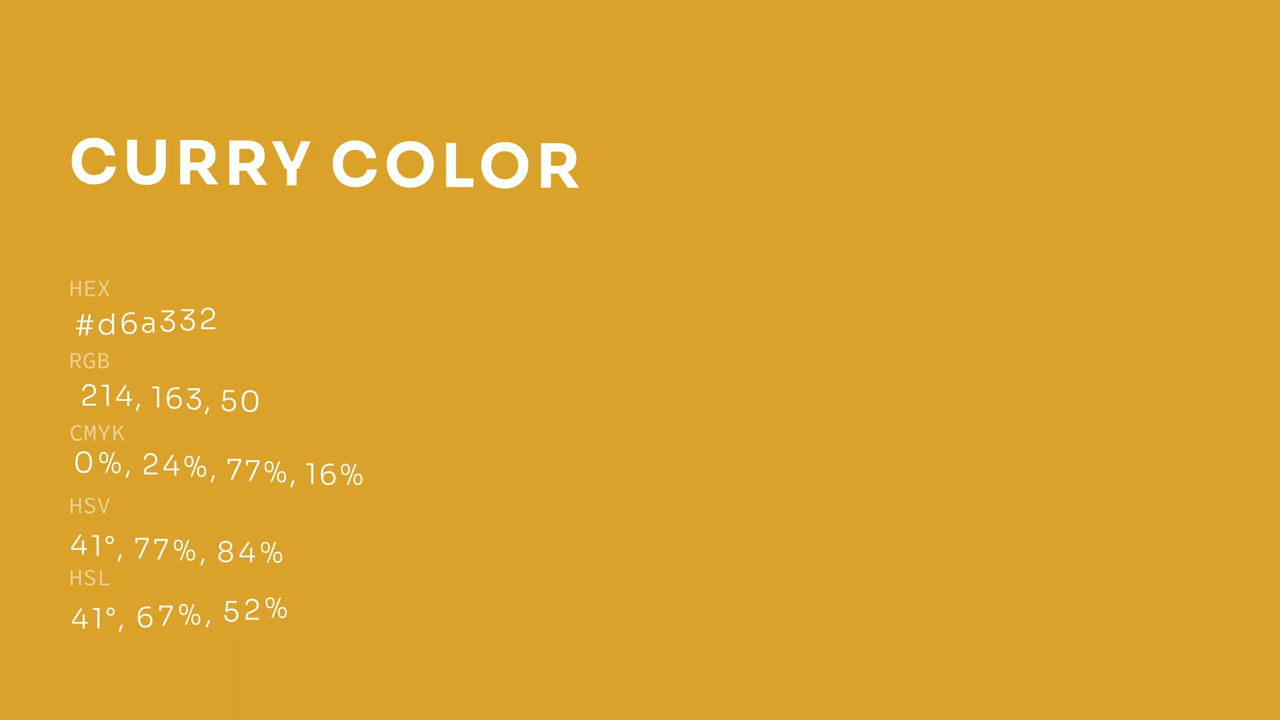 CURRY COLOR
HEX
#d6a332
RGB
214, 163, 50
CMYK
0%, 24%, 77%, 16%
HSV
41°, 77%, 84%
HSL
41°, 67%, 52%